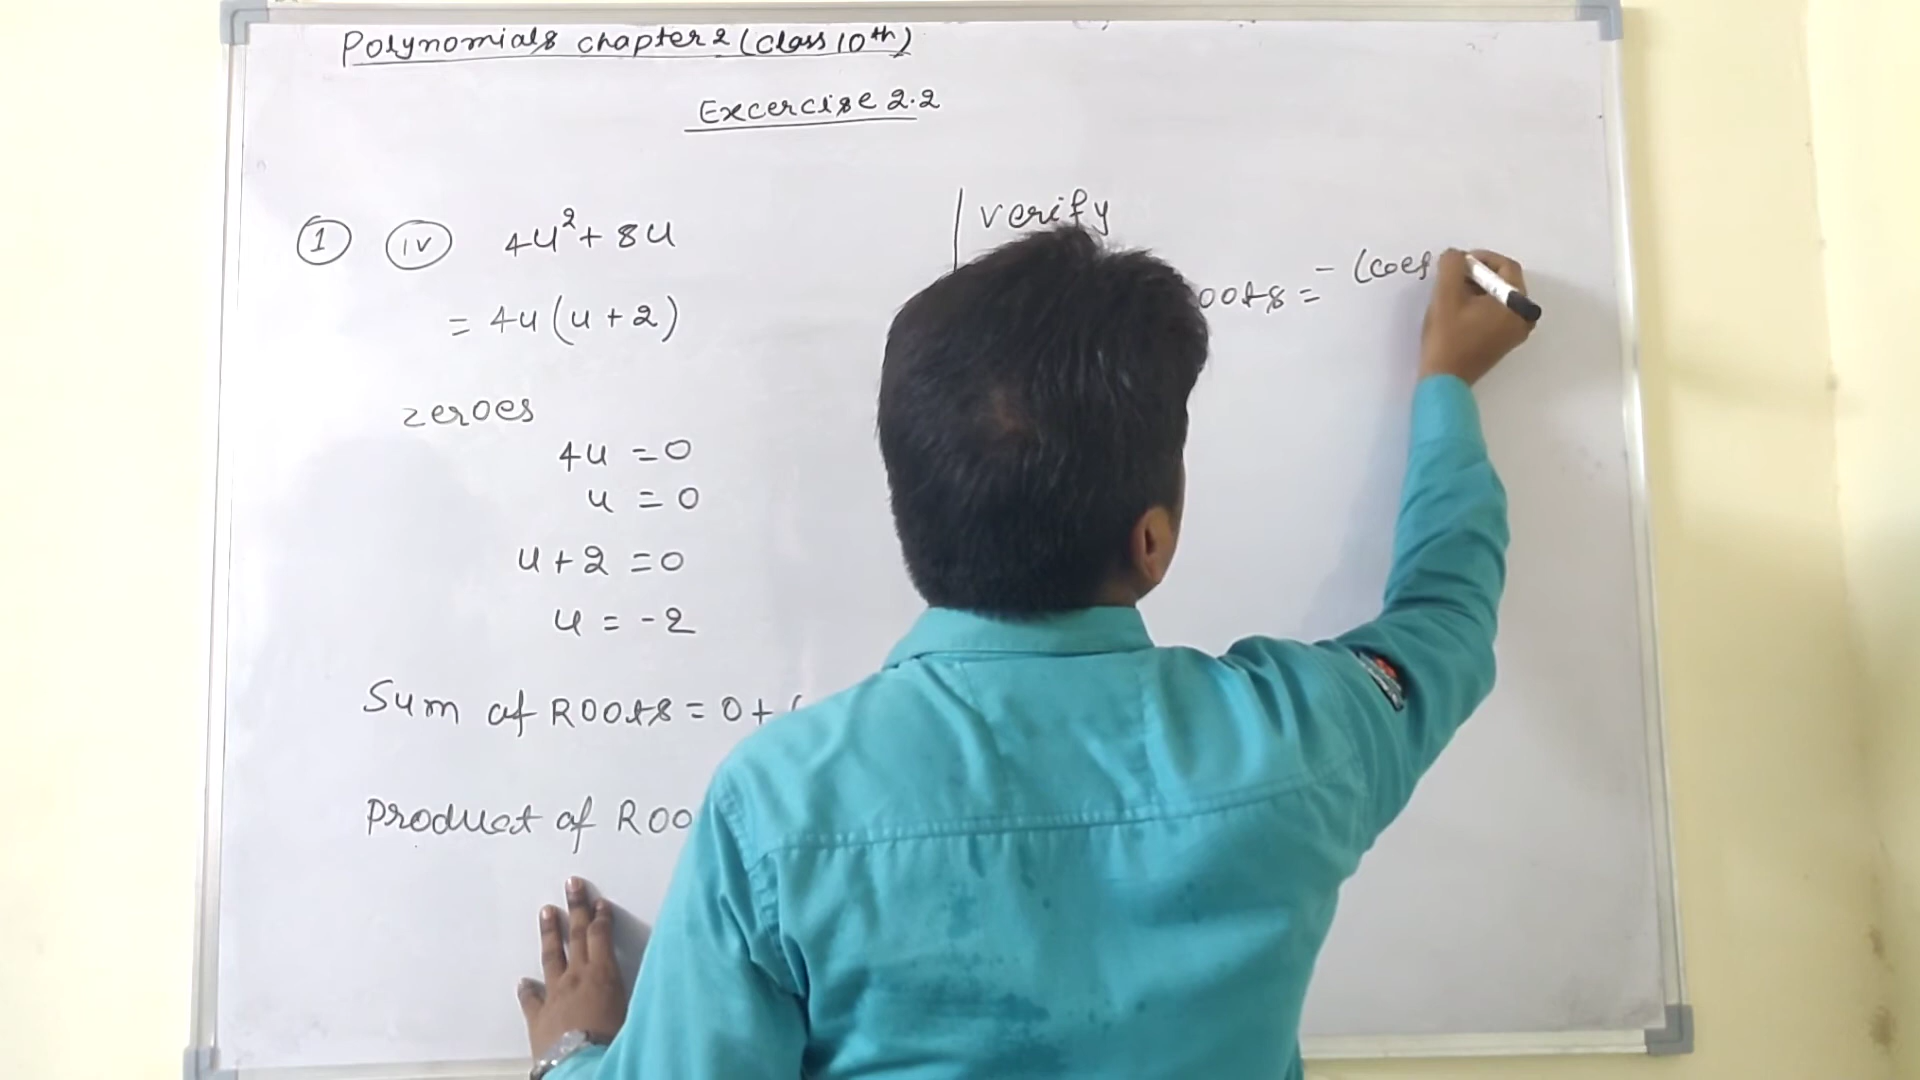 Polynomials chapter 2 (Class 10th)
Excercise 2.2
1 iv 4u²+ 8u
= 4u(u+2)
zeroes
4u = 0
u = 0
u+2 = 0
u = -2
Sum of Roots = 0+(
Product of Roo
verify
oots = - (coef